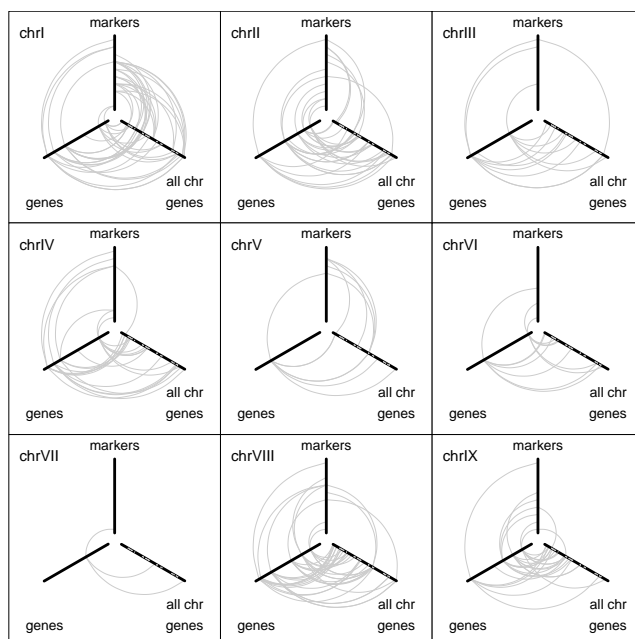 chrI
markers
genes
all chr
genes
chrII
markers
genes
all chr
genes
chrIII
markers
genes
all chr
genes
chrIV
markers
genes
all chr
genes
chrV
markers
genes
all chr
genes
chrVI
markers
genes
all chr
genes
chrVII
markers
genes
all chr
genes
chrVIII
markers
genes
all chr
genes
chrIX
markers
genes
all chr
genes